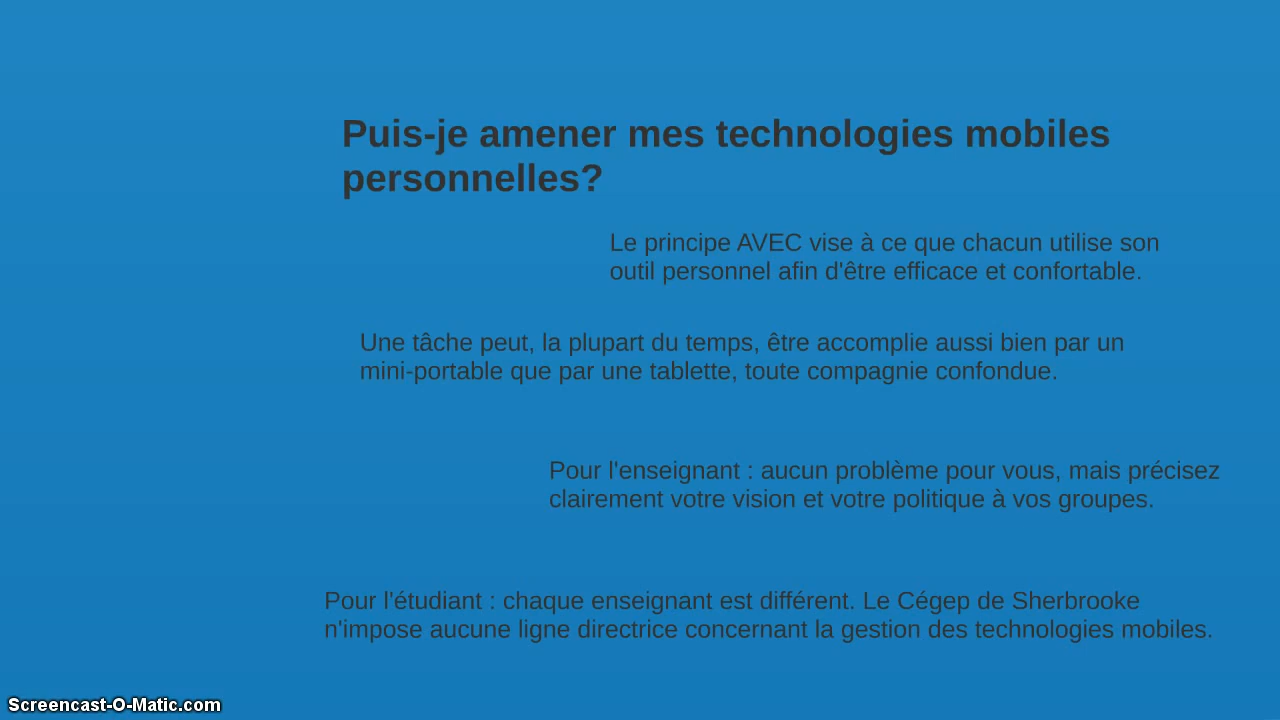 Puis-je amener mes technologies mobiles
personnelles?
Le principe AVEC vise à ce que chacun utilise son
outil personnel afin d'être efficace et confortable.
Une tâche peut, la plupart du temps, être accomplie aussi bien par un
mini-portable que par une tablette, toute compagnie confondue.
Pour l'enseignant : aucun problème pour vous, mais précisez
clairement votre vision et votre politique à vos groupes.
Pour l'étudiant : chaque enseignant est différent. Le Cégep de Sherbrooke
n'impose aucune ligne directrice concernant la gestion des technologies mobiles.
Screencast-O-Matic.com